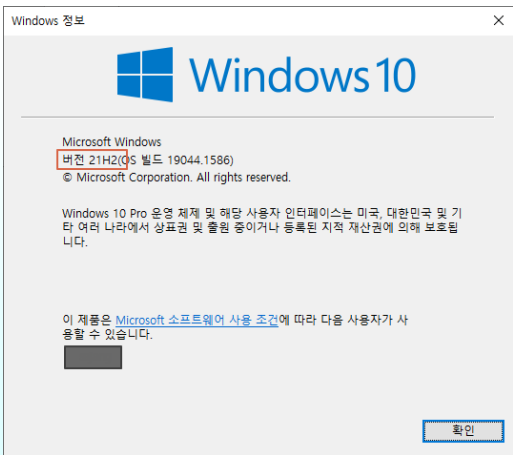 Windows 정보
Windows 10
Microsoft Windows
버전 21H2(OS 빌드 19044.1586)
© Microsoft Corporation. All rights reserved.
Windows 10 Pro 운영 체제 및 해당 사용자 인터페이스는 미국, 대한민국 및 기
타 여러 나라에서 상표권 및 출원 중이거나 등록된 지적 재산권에 의해 보호됩
니다.
이 제품은 Microsoft 소프트웨어 사용 조건에 따라 다음 사용자가 사
용할 수 있습니다.
확인